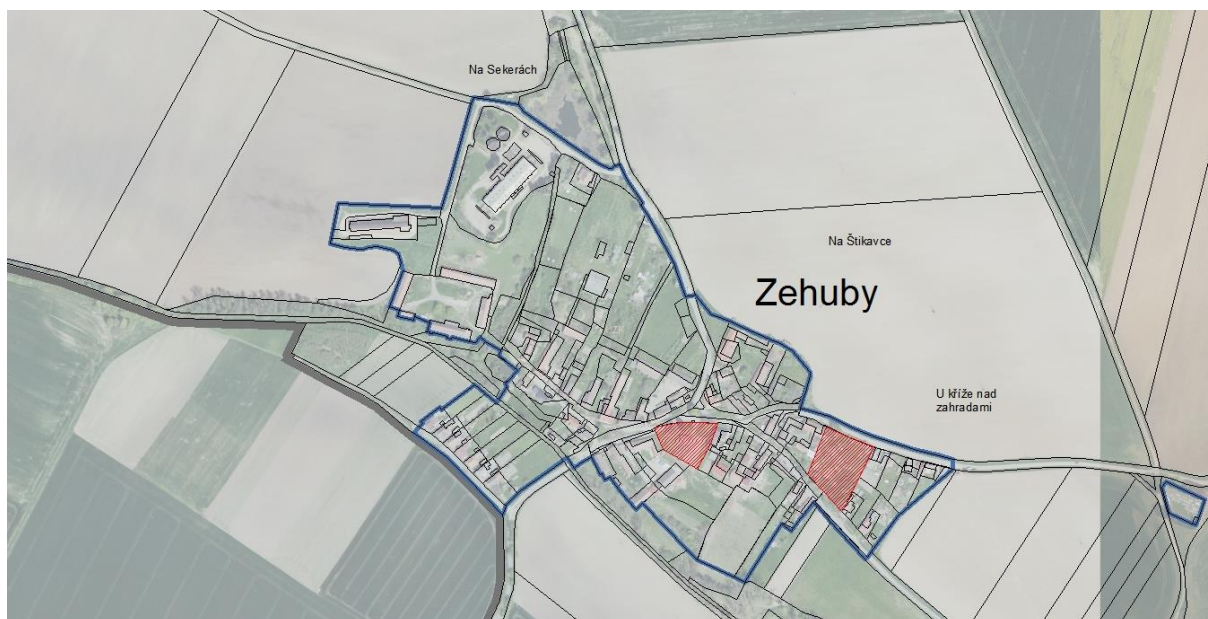 Na Sekerách
Na Štikavce
Zehuby
U kříže nad
zahradami